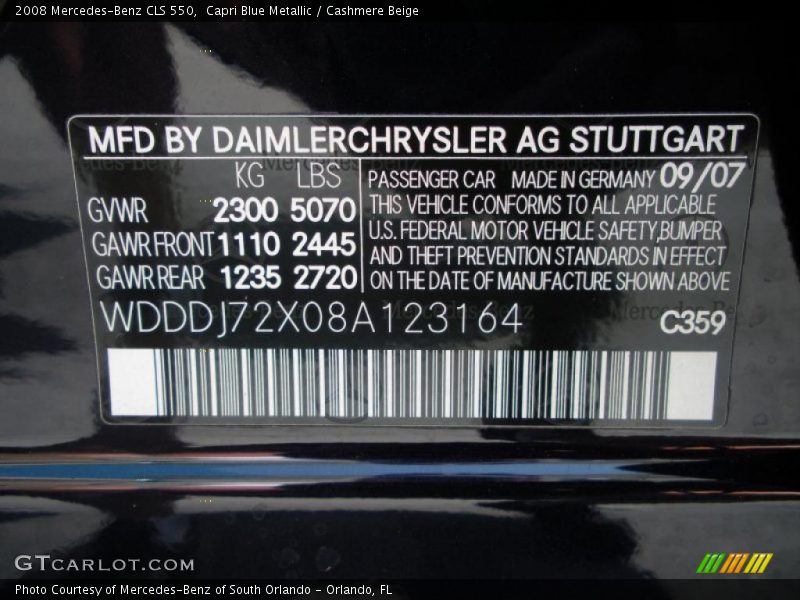 2008 Mercedes-Benz CLS 550,  Capri Blue Metallic / Cashmere Beige
MFD BY DAIMLERCHRYSLER AG STUTTGART
KG LBS
GVWR 2300 5070
GAWR FRONT 1110 2445
GAWR REAR 1235 2720
PASSENGER CAR MADE IN GERMANY 09/07
THIS VEHICLE CONFORMS TO ALL APPLICABLE
U.S. FEDERAL MOTOR VEHICLE SAFETY,BUMPER
AND THEFT PREVENTION STANDARDS IN EFFECT
ON THE DATE OF MANUFACTURE SHOWN ABOVE
WDDDJ72X08A123164 C359
GTCARLOT.COM
Photo Courtesy of Mercedes-Benz of South Orlando - Orlando, FL